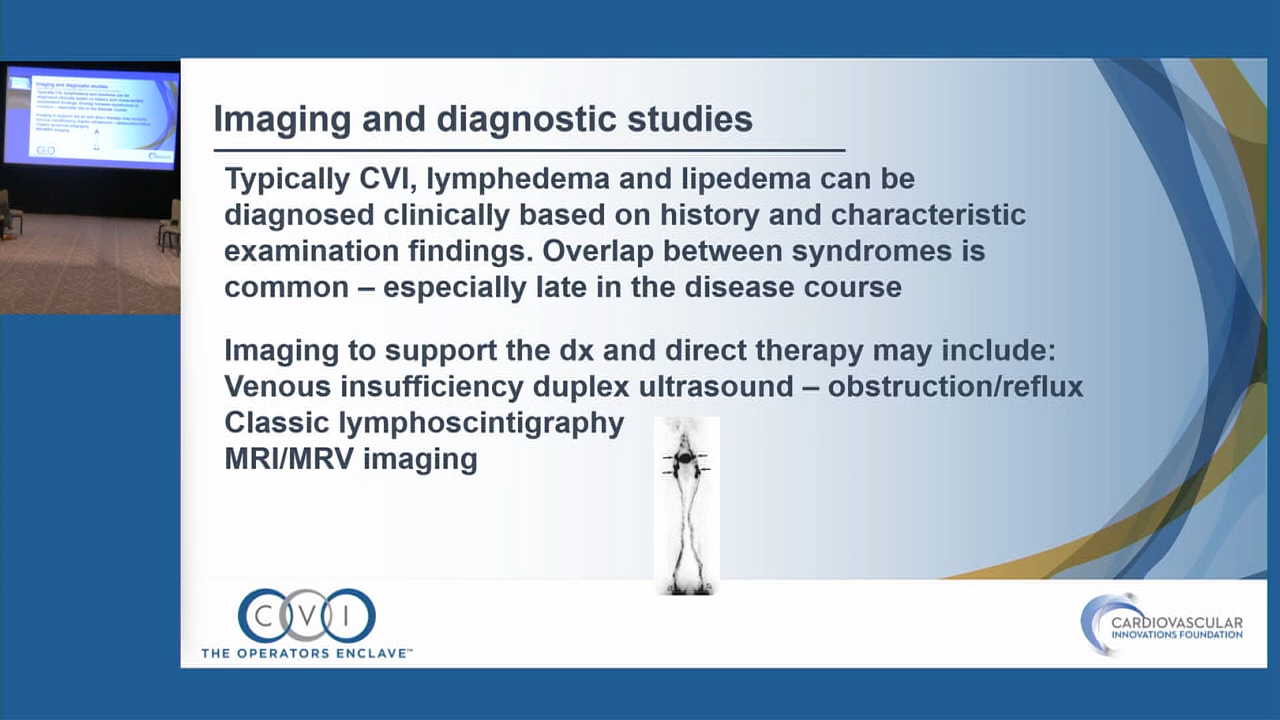 Imaging and diagnostic studies
Typically CVI, lymphedema and lipedema can be
diagnosed clinically based on history and characteristic
examination findings. Overlap between syndromes is
common – especially late in the disease course
Imaging to support the dx and direct therapy may include:
Venous insufficiency duplex ultrasound – obstruction/reflux
Classic lymphoscintigraphy
MRI/MRV imaging
CVI
THE OPERATORS ENCLAVE™
CARDIOVASCULAR
INNOVATIONS FOUNDATION